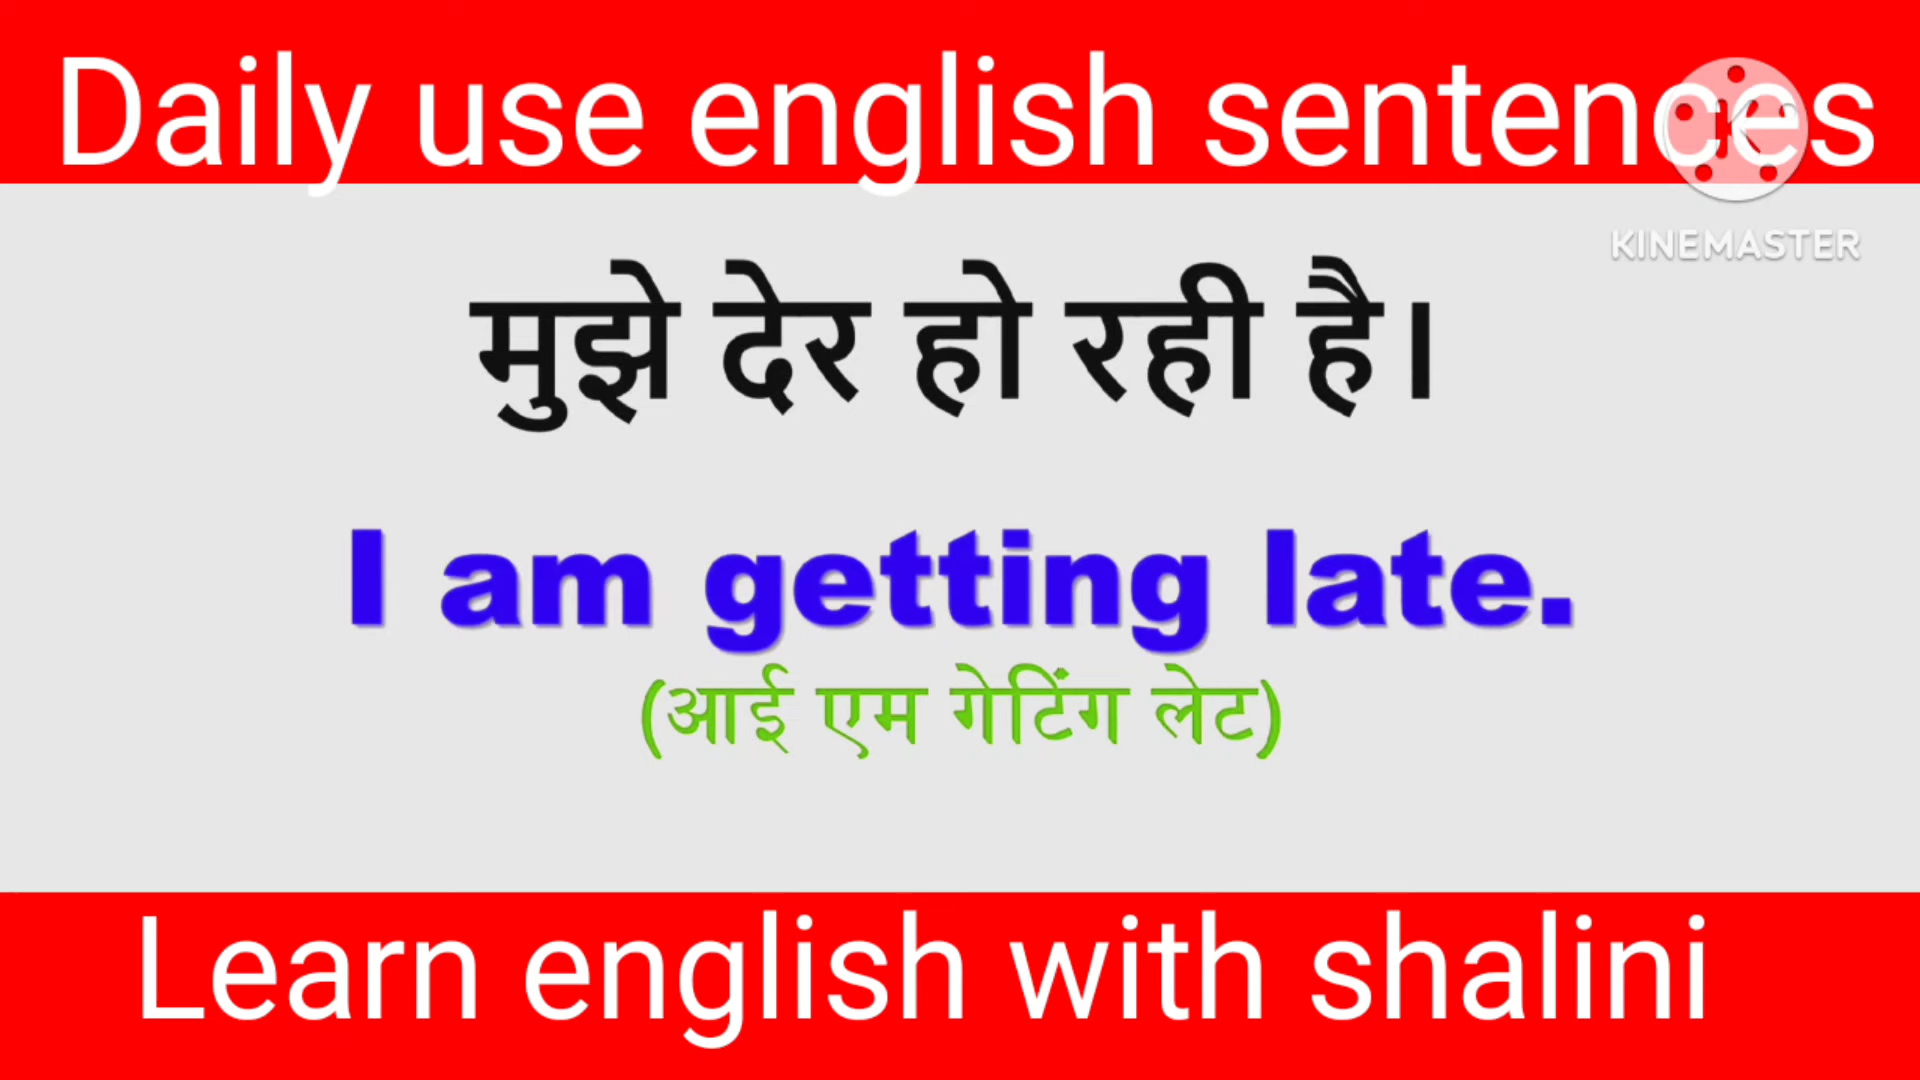 Daily use english sentences
KINEMASTER
मुझे देर हो रही है।
I am getting late.
(आई एम गेटिंग लेट)
Learn english with shalini